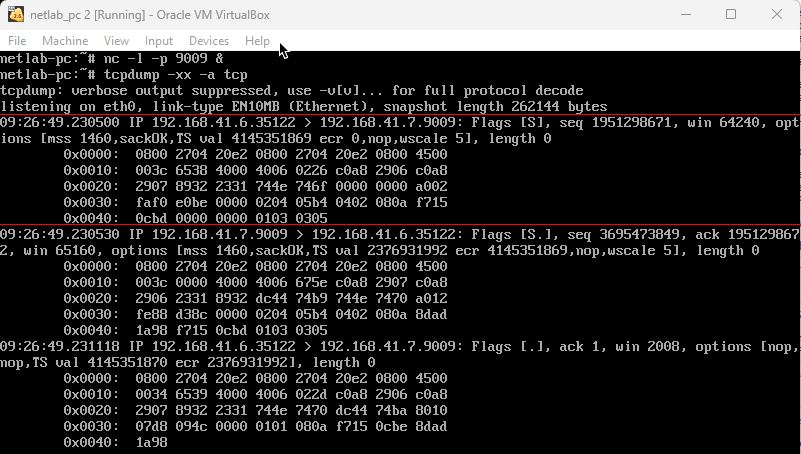 netlab_pc 2 [Running] - Oracle VM VirtualBox
File Machine View Input Devices Help
netlab-pc:~# nc -l -p 9009 &
netlab-pc:~# tcpdump -xx -a tcp
tcpdump: verbose output suppressed, use -v[v]... for full protocol decode
listening on eth0, link-type EN10MB (Ethernet), snapshot length 262144 bytes
09:26:49.230500 IP 192.168.41.6.35122 > 192.168.41.7.9009: Flags [S], seq 1951298671, win 64240, opt
ions [mss 1460,sackOK,TS val 4145351869 ecr 0,nop,wscale 5], length 0
0x0000: 0800 2704 20e2 0800 2704 20e2 0800 4500
0x0010: 003c 6538 4000 4006 0226 c0a8 2906 c0a8
0x0020: 2907 8932 2331 744e 746f 0000 0000 a002
0x0030: faf0 e0be 0000 0204 05b4 0402 080a f715
0x0040: 0cbd 0000 0000 0103 0305
09:26:49.230530 IP 192.168.41.7.9009 > 192.168.41.6.35122: Flags [S.], seq 3695473849, ack 195129867
2, win 65160, options [mss 1460,sackOK,TS val 2376931992 ecr 4145351869,nop,wscale 5], length 0
0x0000: 0800 2704 20e2 0800 2704 20e2 0800 4500
0x0010: 003c 0000 4000 4006 675e c0a8 2907 c0a8
0x0020: 2906 2331 8932 dc44 74b9 744e 7470 a012
0x0030: fe88 d38c 0000 0204 05b4 0402 080a 8dad
0x0040: 1a98 f715 0cbd 0103 0305
09:26:49.231118 IP 192.168.41.6.35122 > 192.168.41.7.9009: Flags [.], ack 1, win 2008, options [nop,
nop,TS val 4145351870 ecr 2376931992], length 0
0x0000: 0800 2704 20e2 0800 2704 20e2 0800 4500
0x0010: 0034 6539 4000 4006 022d c0a8 2906 c0a8
0x0020: 2907 8932 2331 744e 7470 dc44 74ba 8010
0x0030: 07d8 094c 0000 0101 080a f715 0cbe 8dad
0x0040: 1a98